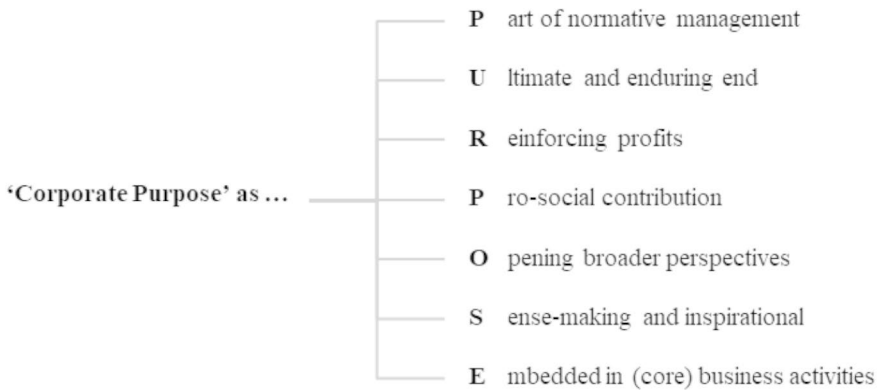 ‘Corporate Purpose’ as …
P art of normative management
U ltimate and enduring end
R einforcing profits
P ro-social contribution
O pening broader perspectives
S ense-making and inspirational
E mbedded in (core) business activities